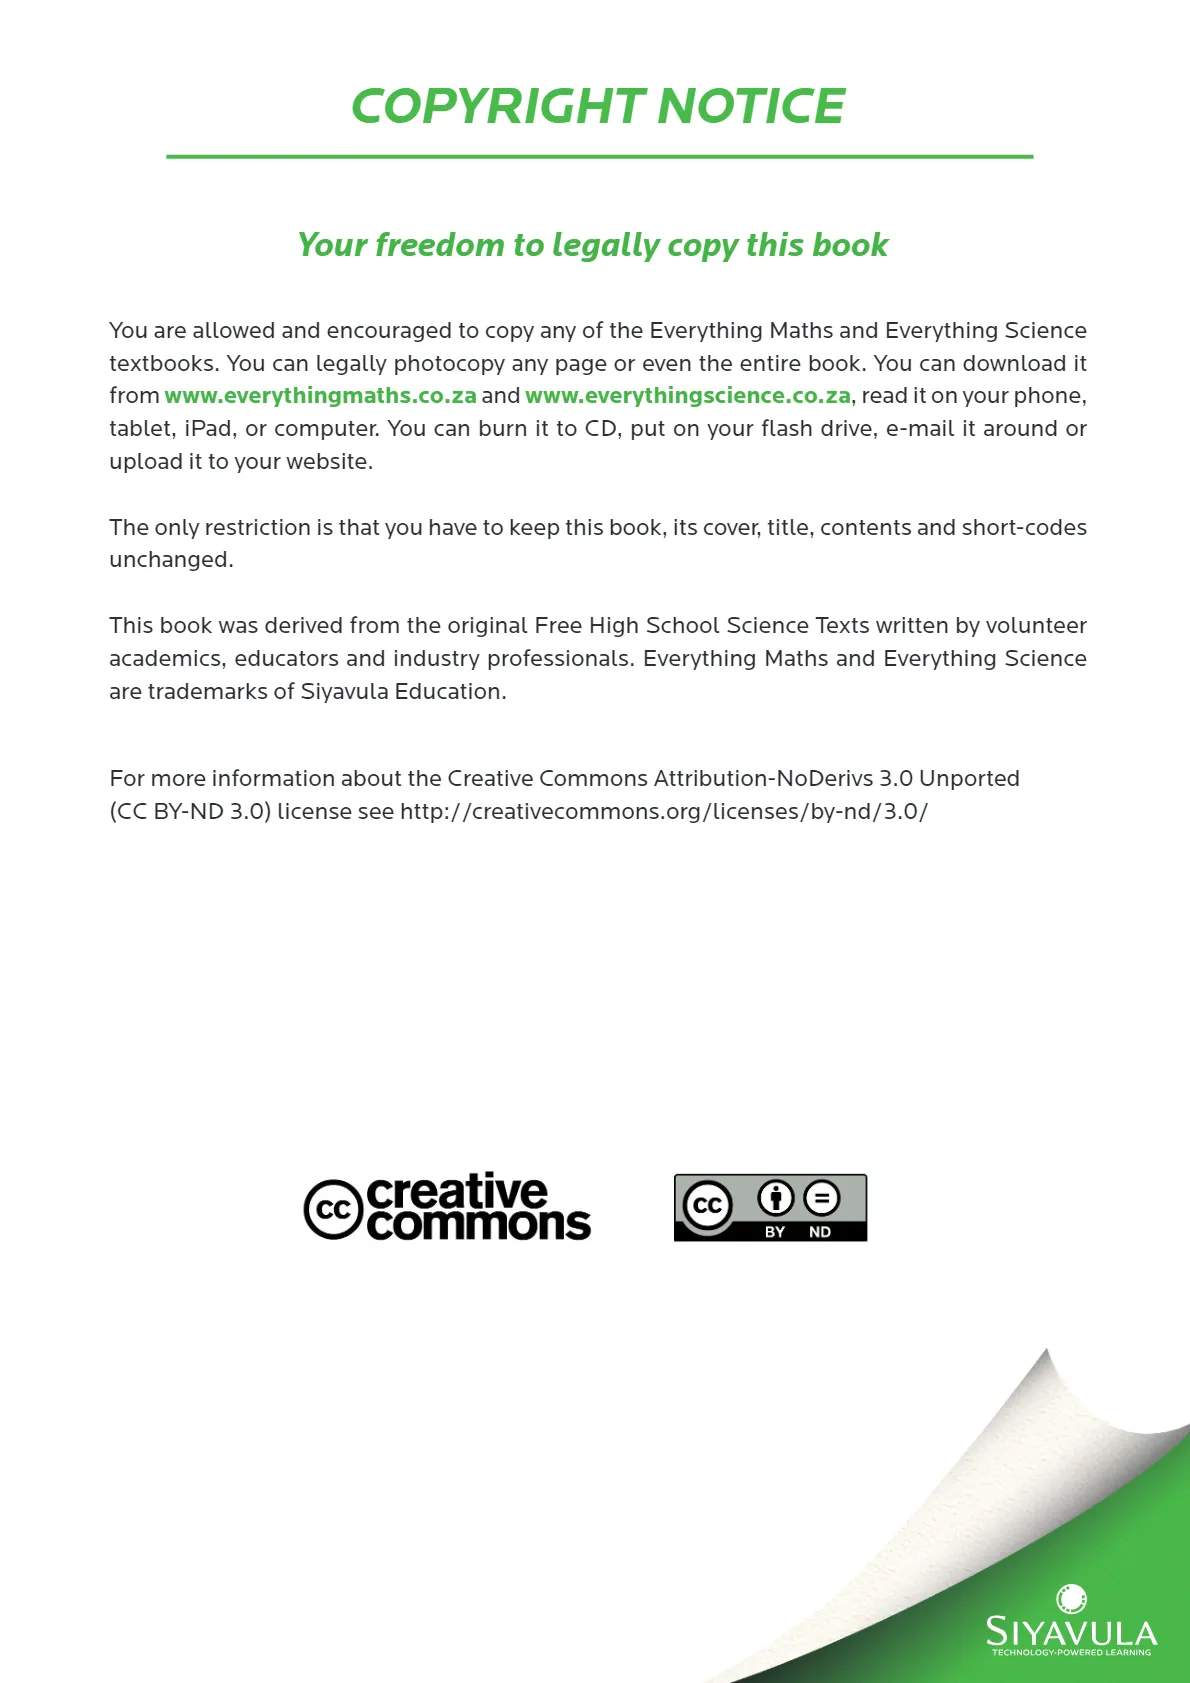 COPYRIGHT NOTICE
Your freedom to legally copy this book
You are allowed and encouraged to copy any of the Everything Maths and Everything Science
textbooks. You can legally photocopy any page or even the entire book. You can download it
from www.everythingmaths.co.za and www.everythingscience.co.za, read it on your phone,
tablet, iPad, or computer. You can burn it to CD, put on your flash drive, e-mail it around or
upload it to your website.
The only restriction is that you have to keep this book, its cover, title, contents and short-codes
unchanged.
This book was derived from the original Free High School Science Texts written by volunteer
academics, educators and industry professionals. Everything Maths and Everything Science
are trademarks of Siyavula Education.
For more information about the Creative Commons Attribution-NoDerivs 3.0 Unported
(CC BY-ND 3.0) license see http://creativecommons.org/licenses/by-nd/3.0/
cc creative
commons
cc
BY ND
SIYAVULA
TECHNOLOGY-POWERED LEARNING